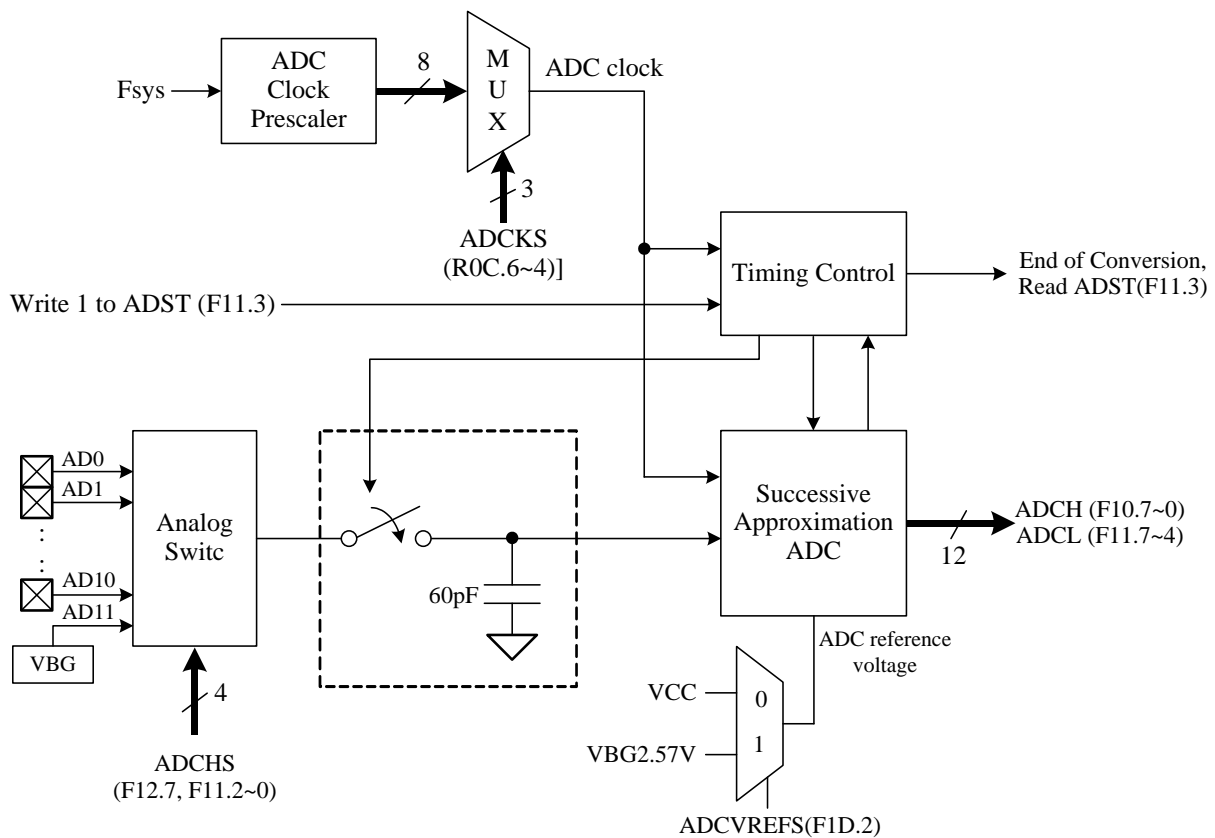 ADC
Clock
Prescaler
Fsys
8
M
U
X
ADC clock
3
ADCKS
(R0C.6~4)]
Timing Control
End of Conversion,
Read ADST(F11.3)
Write 1 to ADST (F11.3)
AD0
AD1
AD10
AD11
VBG
Analog
Switc
4
ADCHS
(F12.7, F11.2~0)
60pF
Successive
Approximation
ADC
12
ADCH (F10.7~0)
ADCL (F11.7~4)
ADC reference
voltage
VCC
0
VBG2.57V
1
ADCVREFS(F1D.2)